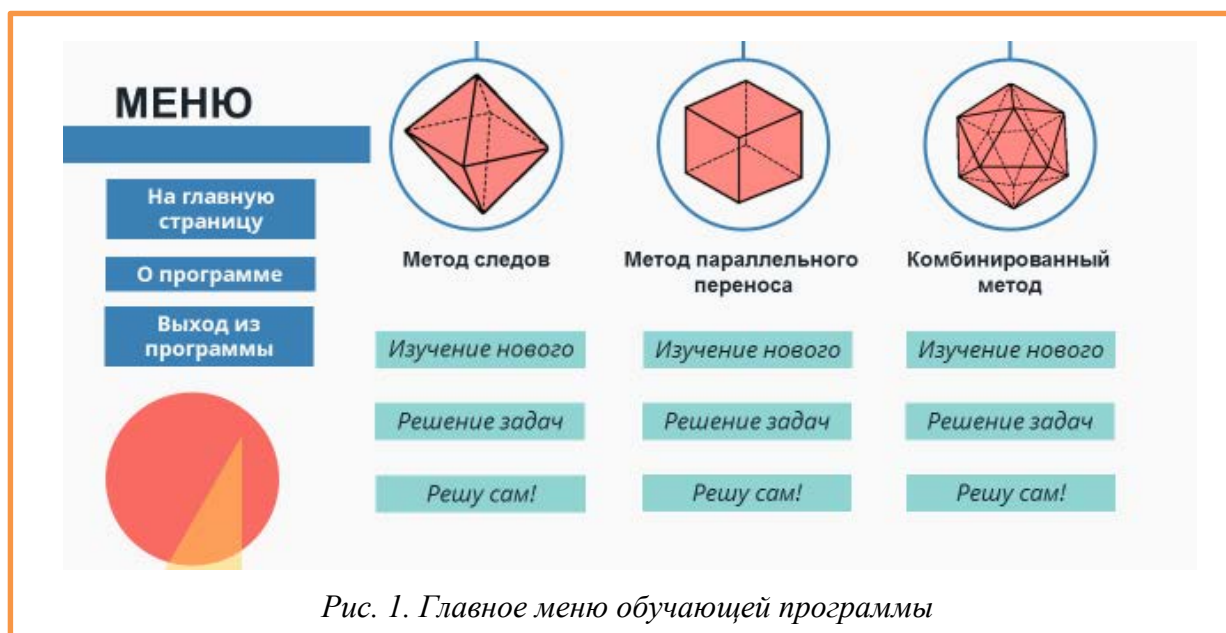 МЕНЮ
На главную
страницу
О программе
Выход из
программы
Метод следов
Метод параллельного
переноса
Комбинированный
метод
Изучение нового
Изучение нового
Изучение нового
Решение задач
Решение задач
Решение задач
Решу сам!
Решу сам!
Решу сам!
Рис. 1. Главное меню обучающей программы